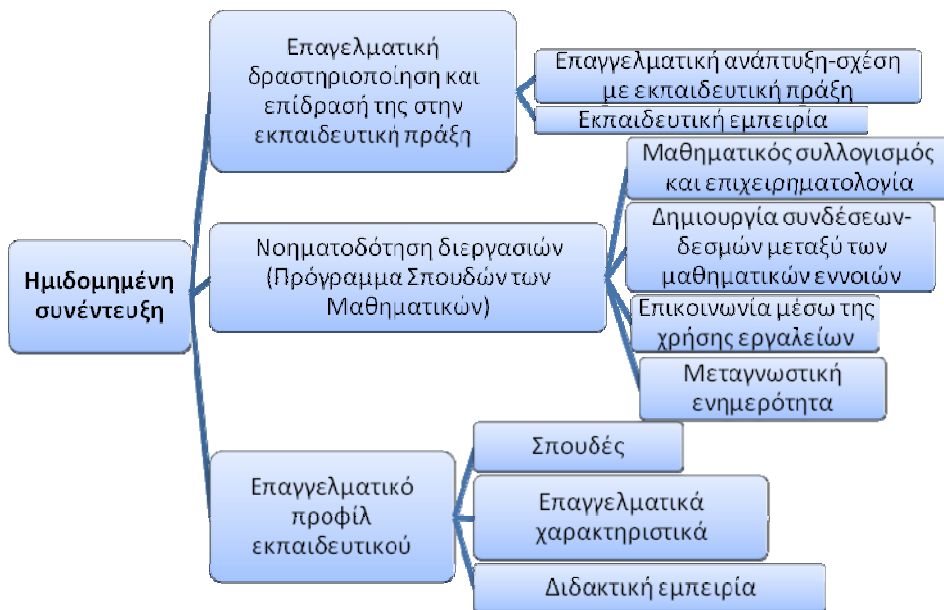 Επαγελματική
δραστηριοποίηση και
επίδρασή της στην
εκπαιδευτική πράξη
Επαγγελματική ανάπτυξη-σχέση
με εκπαιδευτική πράξη
Εκπαιδευτική εμπειρία
Ημιδομημένη
συνέντευξη
Νοηματοδότηση διεργασιών
(Πρόγραμμα Σπουδών των
Μαθηματικών)
Μαθηματικός συλλογισμός
και επιχειρηματολογία
Δημιουργία συνδέσεων-
δεσμών μεταξύ των
μαθηματικών εννοιών
Επικοινωνία μέσω της
χρήσης εργαλείων
Μεταγνωστική
ενημερότητα
Επαγγελματικό
προφίλ
εκπαιδευτικού
Σπουδές
Επαγγελματικά
χαρακτηριστικά
Διδακτική εμπειρία